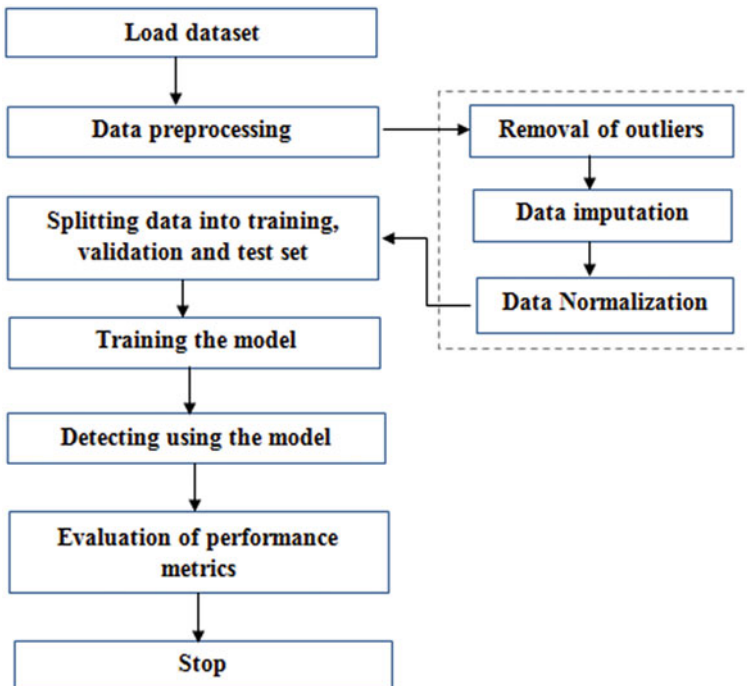 Load dataset
Data preprocessing
Removal of outliers
Data imputation
Data Normalization
Splitting data into training,
validation and test set
Training the model
Detecting using the model
Evaluation of performance
metrics
Stop